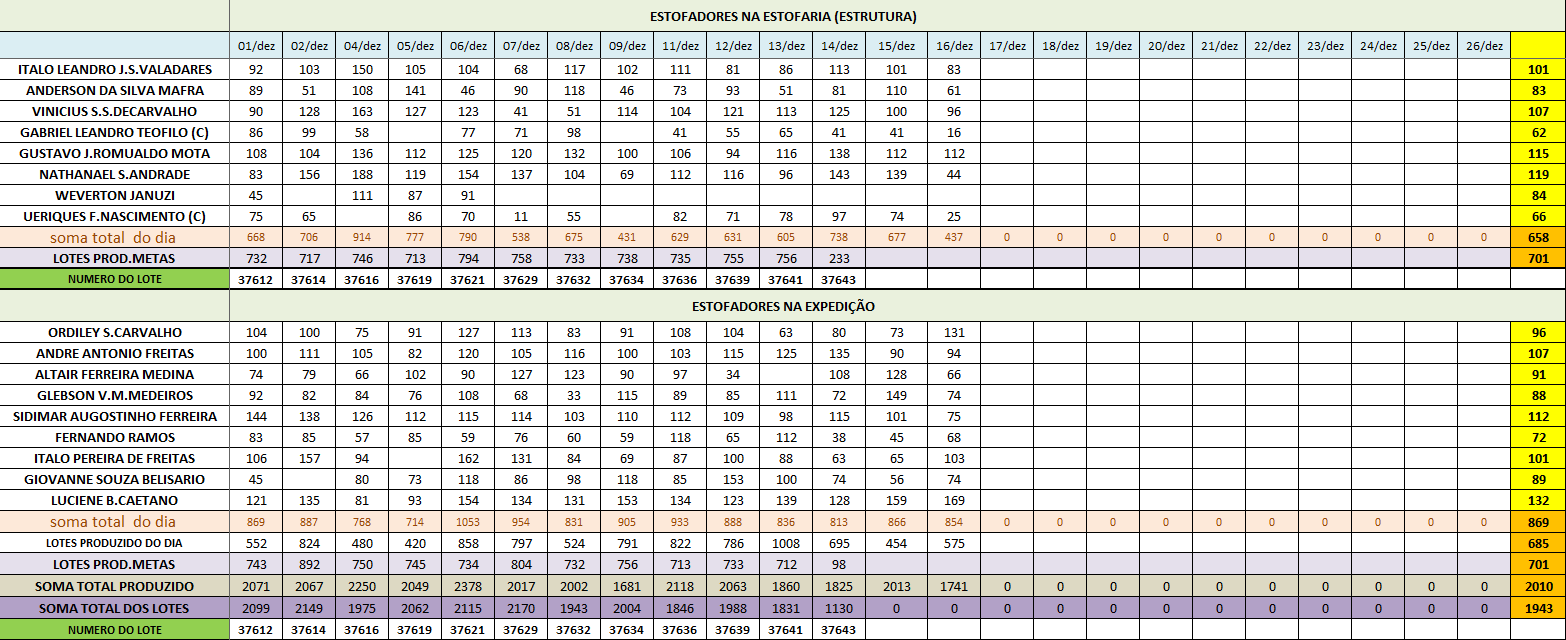 ESTOFADORES NA ESTOFARIA (ESTRUTURA)
01/dez 02/dez 04/dez 05/dez 06/dez 07/dez 08/dez 09/dez 11/dez 12/dez 13/dez 14/dez 15/dez 16/dez 17/dez 18/dez 19/dez 20/dez 21/dez 22/dez 23/dez 24/dez 25/dez 26/dez
ITALO LEANDRO J.S.VALADARES 92 103 150 105 104 68 117 102 111 81 86 113 101 83 101
ANDERSON DA SILVA MAFRA 89 51 108 141 46 90 118 46 73 93 51 81 110 61 83
VINICIUS S.S.DECARVALHO 90 128 163 127 123 41 51 114 104 121 113 125 100 96 107
GABRIEL LEANDRO TEOFILO (C) 86 99 58 77 71 98 41 55 65 41 41 16 62
GUSTAVO J.ROMUALDO MOTA 108 104 136 112 125 120 132 100 106 94 116 138 112 112 115
NATHANAEL S.ANDRADE 83 156 188 119 154 137 104 69 112 116 96 143 139 44 119
WEVERTON JANUZI 45 111 87 91 84
UERIQUES F.NASCIMENTO (C) 75 65 86 70 11 55 82 71 78 97 74 25 66
soma total do dia 668 706 914 777 790 538 675 431 629 631 605 738 677 437 0 0 0 0 0 0 0 0 0 0 658
LOTES PROD.METAS 732 717 746 713 794 758 733 738 735 755 756 233 701
NUMERO DO LOTE 37612 37614 37616 37619 37621 37629 37632 37634 37636 37639 37641 37643
ESTOFADORES NA EXPEDIÇÃO
ORDILEY S.CARVALHO 104 100 75 91 127 113 83 91 108 104 63 80 73 131 96
ANDRE ANTONIO FREITAS 100 111 105 82 120 105 116 100 103 115 125 135 90 94 107
ALTAIR FERREIRA MEDINA 74 79 66 102 90 127 123 90 97 34 108 128 66 91
GLEBSON V.M.MEDEIROS 92 82 84 76 108 68 33 115 89 85 111 72 149 74 88
SIDIMAR AUGOSTINHO FERREIRA 144 138 126 112 115 114 103 110 112 109 98 115 101 75 112
FERNANDO RAMOS 83 85 57 85 59 76 60 59 118 65 112 38 45 68 72
ITALO PEREIRA DE FREITAS 106 157 94 162 131 84 69 87 100 88 63 65 103 101
GIOVANNE SOUZA BELISARIO 45 80 73 118 86 98 118 85 153 100 74 56 74 89
LUCIENE B.CAETANO 121 135 81 93 154 134 131 153 134 123 139 128 159 169 132
soma total do dia 869 887 768 714 1053 954 831 905 933 888 836 813 866 854 0 0 0 0 0 0 0 0 0 0 869
LOTES PRODUZIDO DO DIA 552 824 480 420 858 797 524 791 822 786 1008 695 454 575 685
LOTES PROD.METAS 743 892 750 745 734 804 732 756 713 733 712 98 701
SOMA TOTAL PRODUZIDO 2071 2067 2250 2049 2378 2017 2002 1681 2118 2063 1860 1825 2013 1741 0 0 0 0 0 0 0 0 0 0 2010
SOMA TOTAL DOS LOTES 2099 2149 1975 2062 2115 2170 1943 2004 1846 1988 1831 1130 0 0 0 0 0 0 0 0 0 0 0 0 1943
NUMERO DO LOTE 37612 37614 37616 37619 37621 37629 37632 37634 37636 37639 37641 37643